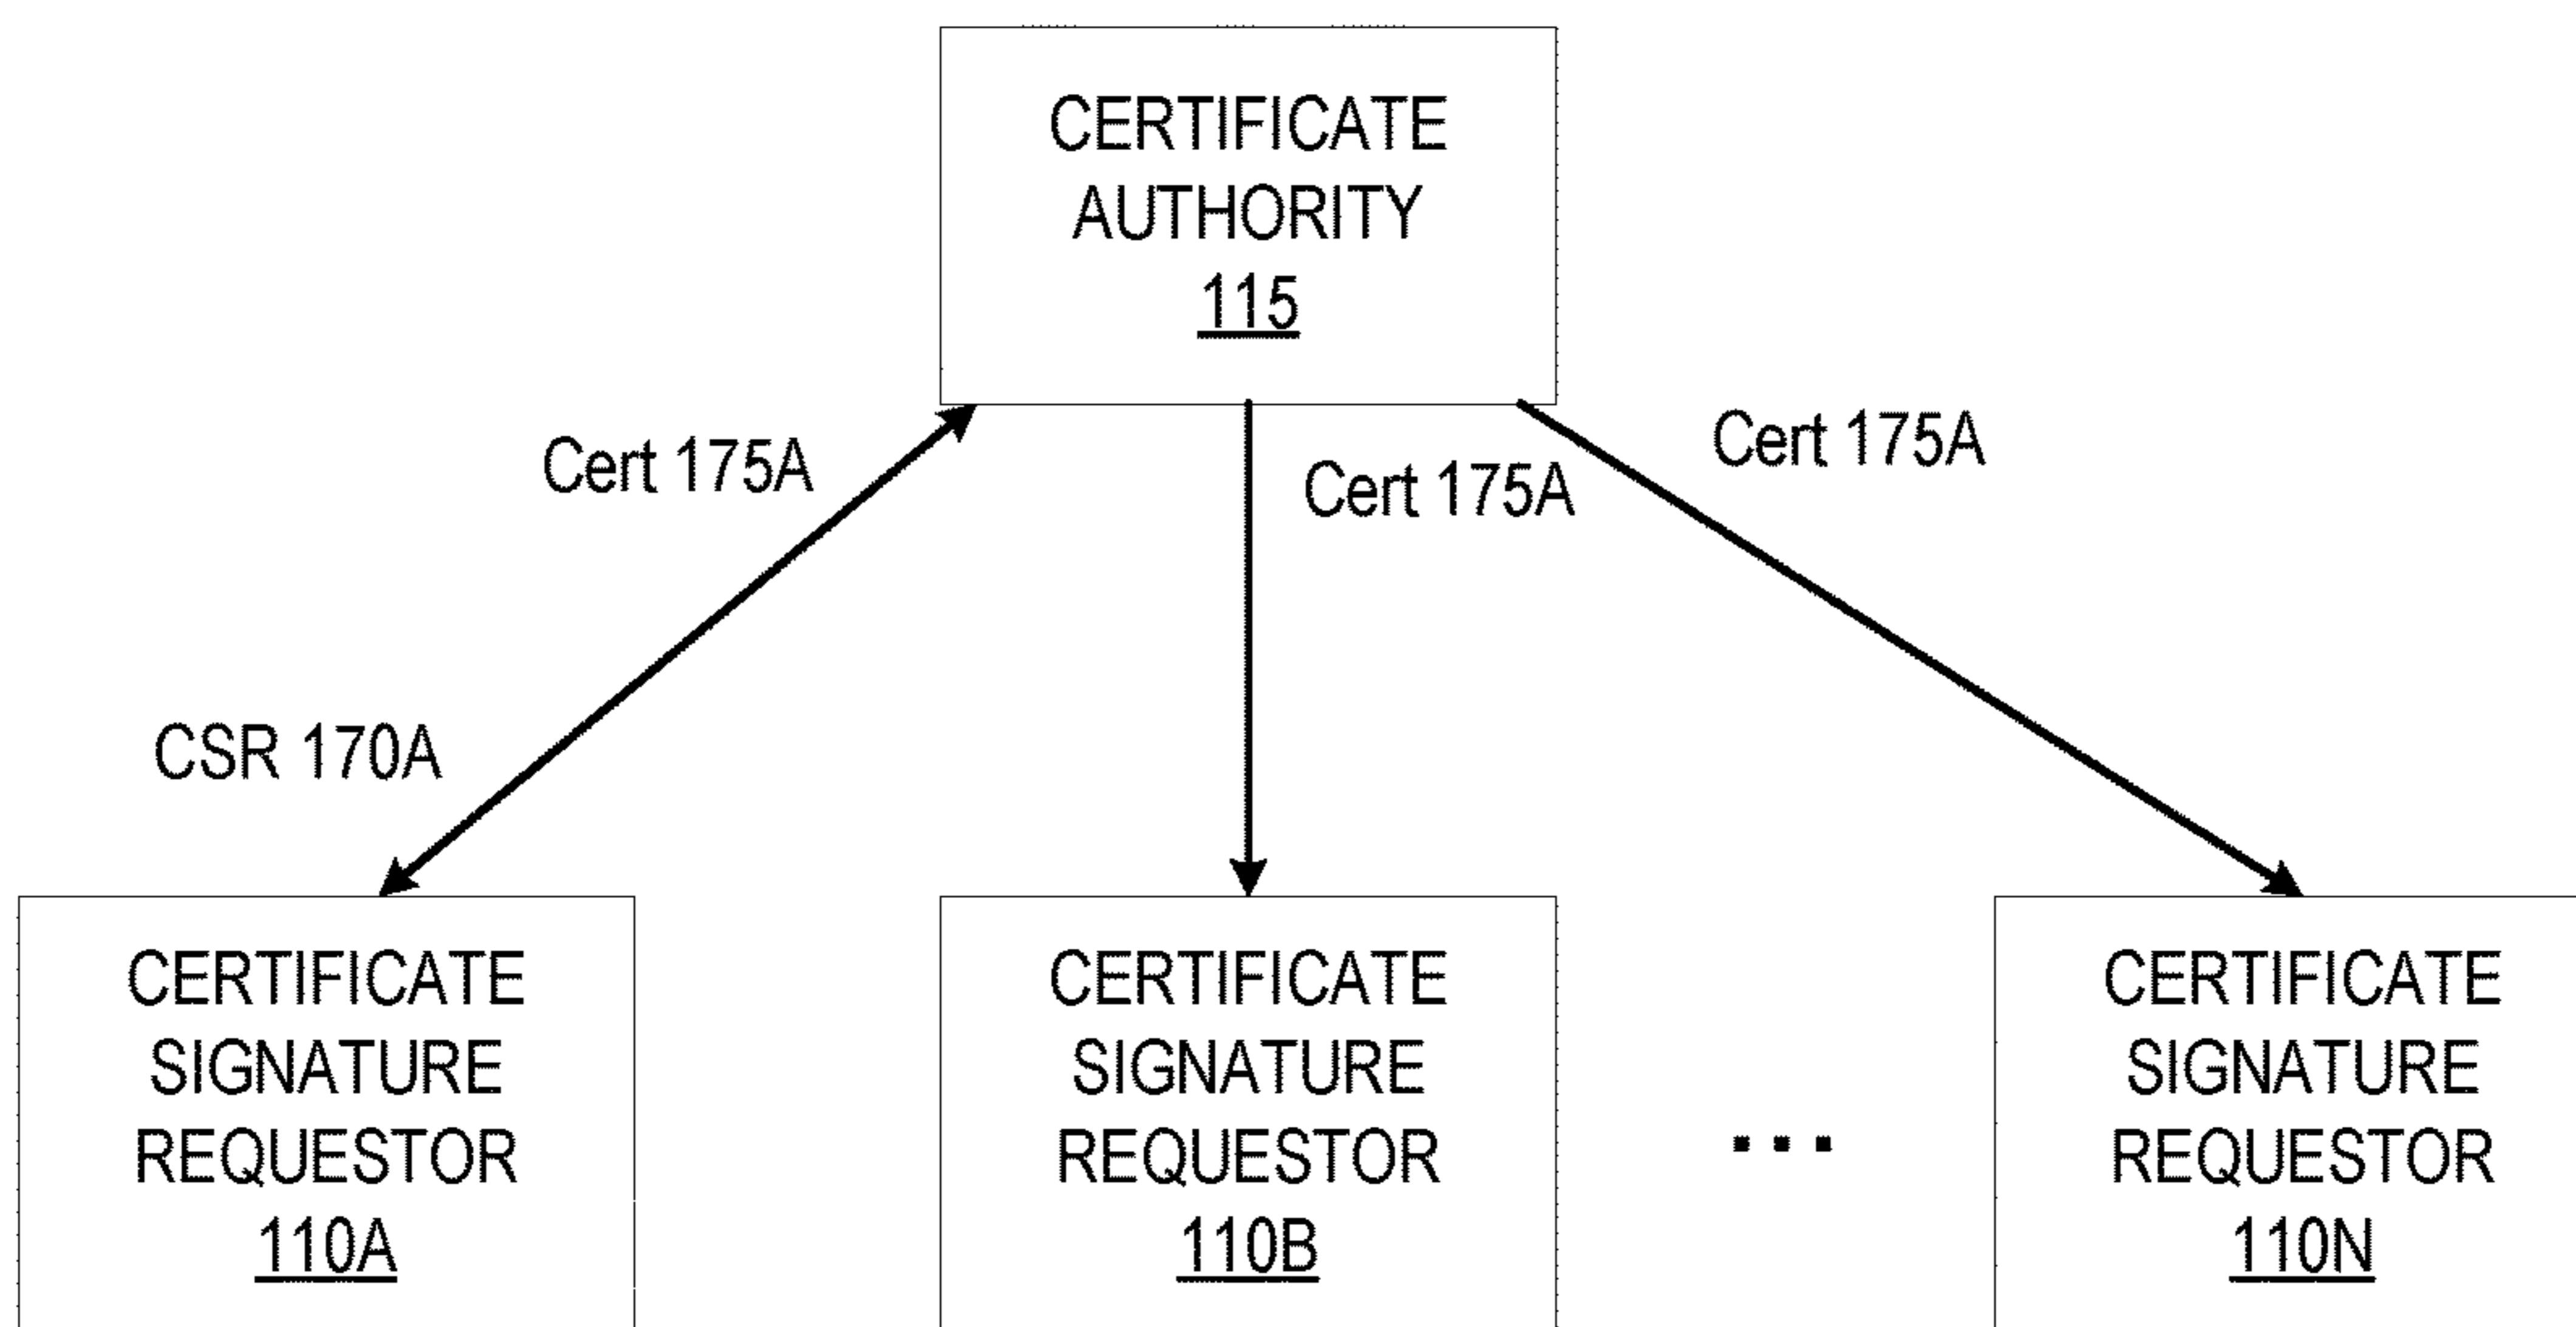 CERTIFICATE
AUTHORITY
115
Cert 175A
Cert 175A
Cert 175A
CSR 170A
CERTIFICATE
SIGNATURE
REQUESTOR
110A
CERTIFICATE
SIGNATURE
REQUESTOR
110B
...
CERTIFICATE
SIGNATURE
REQUESTOR
110N